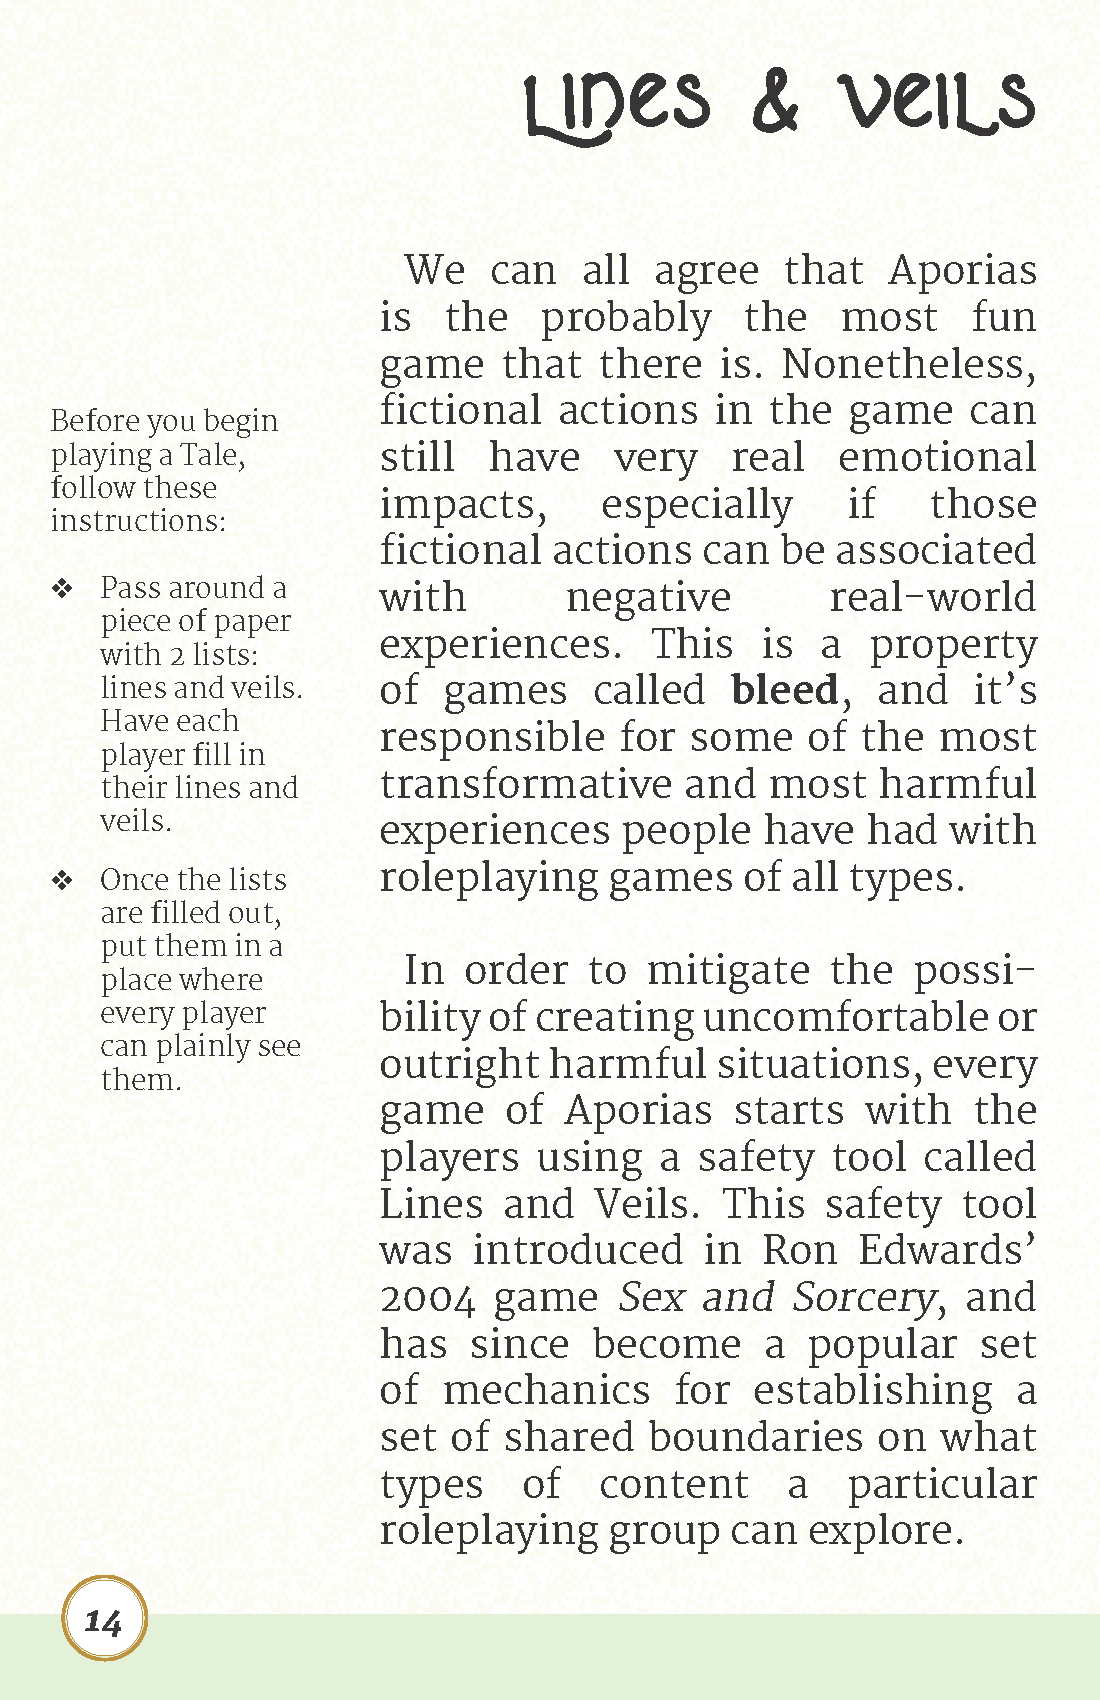 Lines & Veils
Before you begin
playing a Tale,
follow these
instructions:
❖ Pass around a
piece of paper
with 2 lists:
lines and veils.
Have each
player fill in
their lines and
veils.
❖ Once the lists
are filled out,
put them in a
place where
every player
can plainly see
them.
We can all agree that Aporias
is the probably the most fun
game that there is. Nonetheless,
fictional actions in the game can
still have very real emotional
impacts, especially if those
fictional actions can be associated
with negative real-world
experiences. This is a property
of games called bleed, and it’s
responsible for some of the most
transformative and most harmful
experiences people have had with
roleplaying games of all types.
In order to mitigate the possi-
bility of creating uncomfortable or
outright harmful situations, every
game of Aporias starts with the
players using a safety tool called
Lines and Veils. This safety tool
was introduced in Ron Edwards’
2004 game Sex and Sorcery, and
has since become a popular set
of mechanics for establishing a
set of shared boundaries on what
types of content a particular
roleplaying group can explore.
14